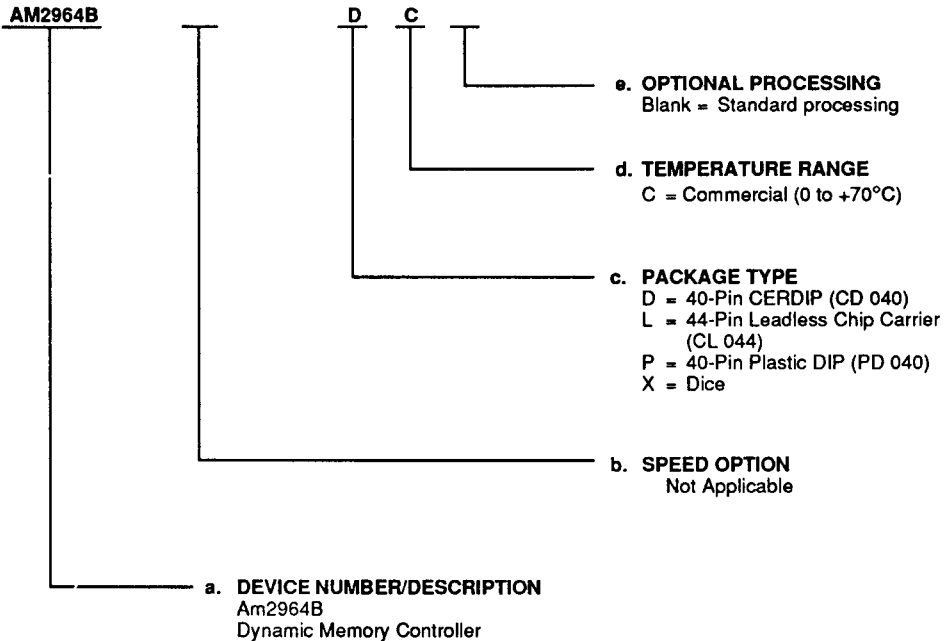 AM2964B D C
e. OPTIONAL PROCESSING
Blank = Standard processing
d. TEMPERATURE RANGE
C = Commercial (0 to +70°C)
c. PACKAGE TYPE
D = 40-Pin CERDIP (CD 040)
L = 44-Pin Leadless Chip Carrier
(CL 044)
P = 40-Pin Plastic DIP (PD 040)
X = Dice
b. SPEED OPTION
Not Applicable
a. DEVICE NUMBER/DESCRIPTION
Am2964B
Dynamic Memory Controller